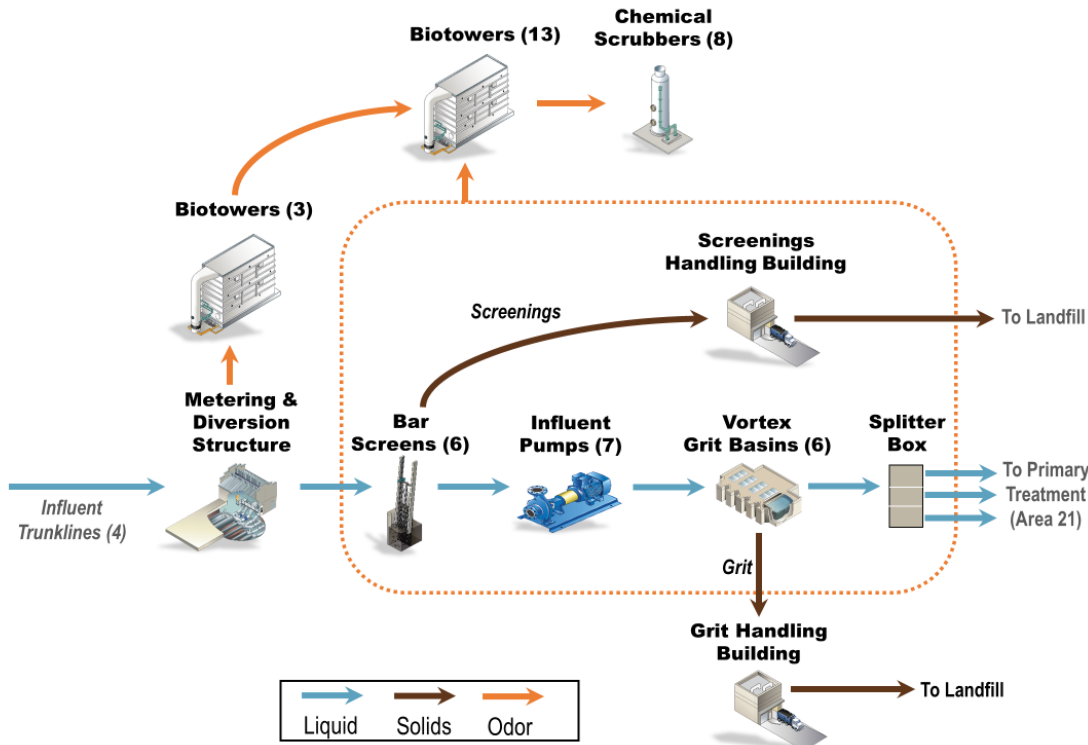 Chemical
Scrubbers (8)
Biotowers (13)
Biotowers (3)
Screenings
Handling Building
Screenings
To Landfill
Metering &
Diversion
Structure
Bar
Screens (6)
Influent
Pumps (7)
Vortex
Grit Basins (6)
Splitter
Box
Influent
Trunklines (4)
To Primary
Treatment
(Area 21)
Grit
Grit Handling
Building
To Landfill
Liquid
Solids
Odor